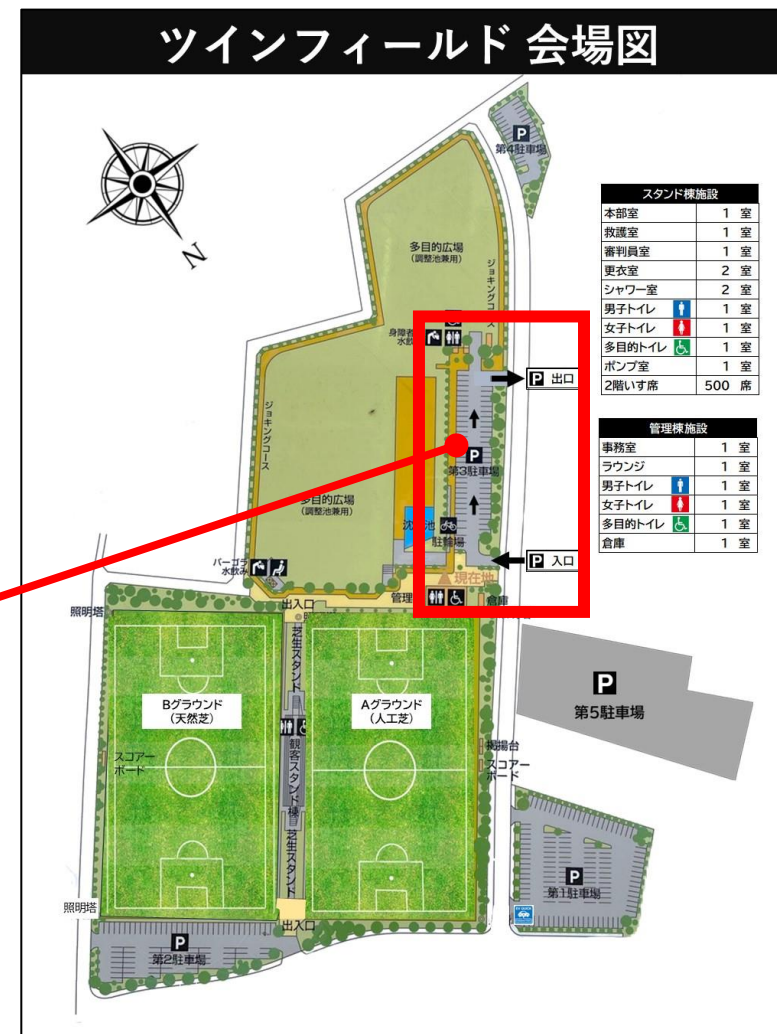 ツインフィールド 会場図
N
P
第4駐車場
多目的広場
(調整池兼用)
ジョキングコース
身障者
水飲
P 出口
P
第3駐車場
ジョキングコース
多目的広場
(調整池兼用)
駐輪場
P 入口
パーゴラ
水飲み
現在地
管理
倉庫
照明塔
出入口
芝生スタンド
Bグラウンド
(天然芝)
Aグラウンド
(人工芝)
観客スタンド棟
スコアー
ボード
掲揚台
スコアー
ボード
芝生スタンド
照明塔
出入口
P
第2駐車場
P
第5駐車場
P
第1駐車場
スタンド棟施設
本部室 1 室
救護室 1 室
審判員室 1 室
更衣室 2 室
シャワー室 2 室
男子トイレ 1 室
女子トイレ 1 室
多目的トイレ 1 室
ポンプ室 1 室
2階いす席 500 席
管理棟施設
事務室 1 室
ラウンジ 1 室
男子トイレ 1 室
女子トイレ 1 室
多目的トイレ 1 室
倉庫 1 室